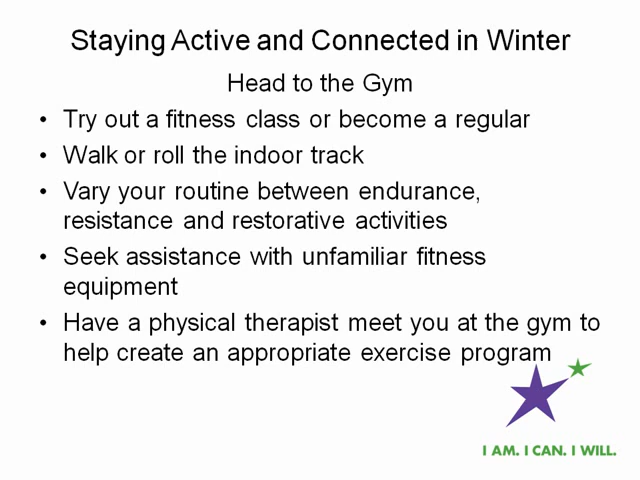 Staying Active and Connected in Winter
Head to the Gym
• Try out a fitness class or become a regular
• Walk or roll the indoor track
• Vary your routine between endurance,
resistance and restorative activities
• Seek assistance with unfamiliar fitness
equipment
• Have a physical therapist meet you at the gym to
help create an appropriate exercise program
I AM. I CAN. I WILL.